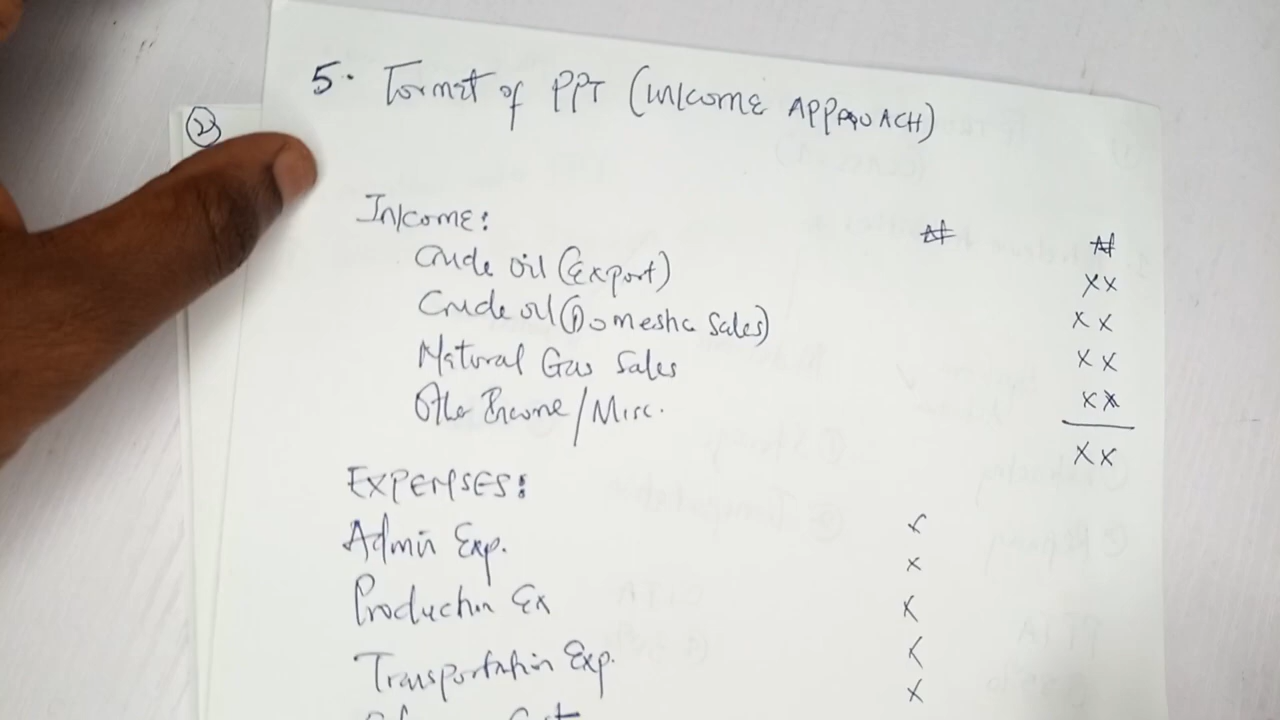 5. Format of PPT (INCOME APPROACH)
2
Income: ₦ ₦
Crude oil (Export) xx
Crude oil (Domestic Sales) xx
Natural Gas Sales xx
Other Income / Misc. xx
xx
EXPENSES:
Admin Exp. x
x
Production Ex x
Transportation Exp. x
x